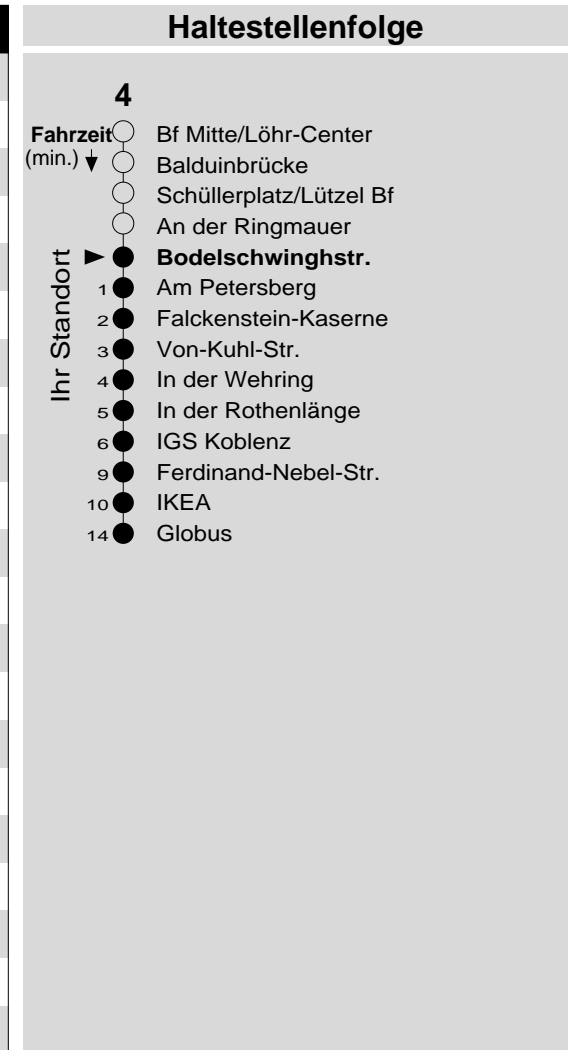 Haltestellenfolge
4
Fahrzeit
(min.)
Bf Mitte/Löhr-Center
Balduinbrücke
Schüllerplatz/Lützel Bf
An der Ringmauer
Ihr Standort
Bodelschwinghstr.
1 Am Petersberg
2 Falckenstein-Kaserne
3 Von-Kuhl-Str.
4 In der Wehring
5 In der Rothenlänge
6 IGS Koblenz
9 Ferdinand-Nebel-Str.
10 IKEA
14 Globus